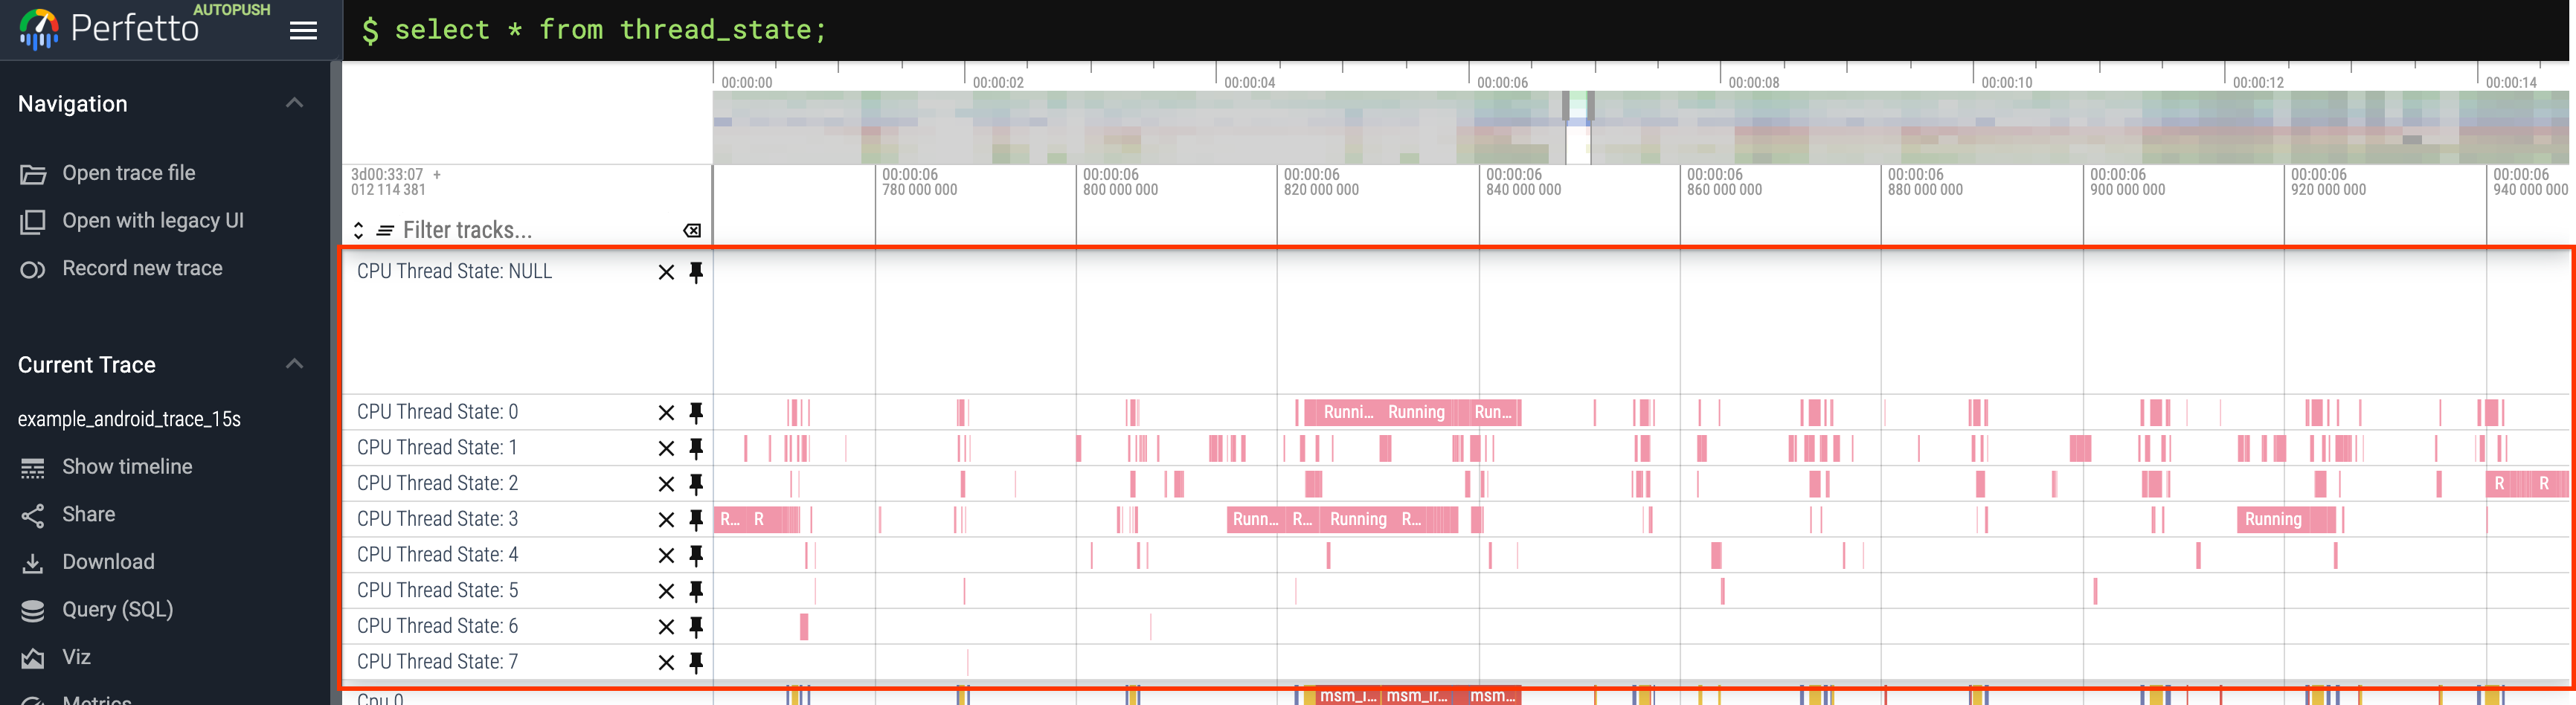 AUTOPUSH
Perfetto
$ select * from thread_state;
Navigation
Open trace file
Open with legacy UI
Record new trace
Current Trace
example_android_trace_15s
Show timeline
Share
Download
Query (SQL)
Viz
Metrics
00:00:00 00:00:02 00:00:04 00:00:06 00:00:08 00:00:10 00:00:12 00:00:14
3d00:33:07 + 00:00:06 00:00:06 00:00:06 00:00:06 00:00:06 00:00:06 00:00:06 00:00:06 00:00:06
012 114 381 780 000 000 800 000 000 820 000 000 840 000 000 860 000 000 880 000 000 900 000 000 920 000 000 940 000 000
Filter tracks...
CPU Thread State: NULL
CPU Thread State: 0 Runni... Running Run...
CPU Thread State: 1
CPU Thread State: 2 R R
CPU Thread State: 3 R... R Runn... R... Running R... Running
CPU Thread State: 4
CPU Thread State: 5
CPU Thread State: 6
CPU Thread State: 7
Cpu 0 msm_i... msm_ir... msm...